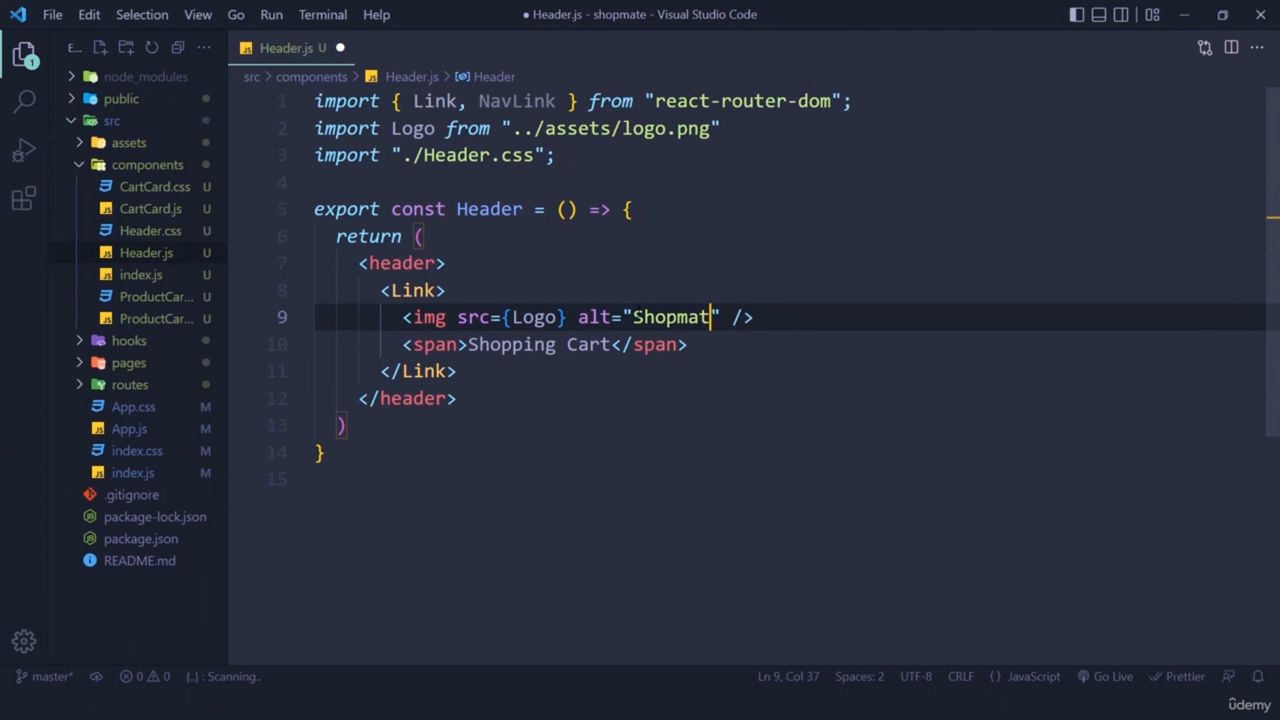 File Edit Selection View Go Run Terminal Help
● Header.js - shopmate - Visual Studio Code
E...
Header.js U
src > components > Header.js > Header
node_modules
public
src
assets
components
CartCard.css U
CartCard.js U
Header.css U
Header.js U
index.js U
ProductCar... U
ProductCar... U
hooks
pages
routes
App.css M
App.js M
index.css M
index.js M
.gitignore
package-lock.json
package.json
README.md
1
1 import { Link, NavLink } from "react-router-dom";
2 import Logo from "../assets/logo.png"
3 import "./Header.css";
4
5 export const Header = () => {
6 return (
7 <header>
8 <Link>
9 <img src={Logo} alt="Shopmat" />
10 <span>Shopping Cart</span>
11 </Link>
12 </header>
13 )
14 }
15
master* 0 0 {..} : Scanning.. Ln 9, Col 37 Spaces: 2 UTF-8 CRLF {} JavaScript Go Live Prettier
ûdemy